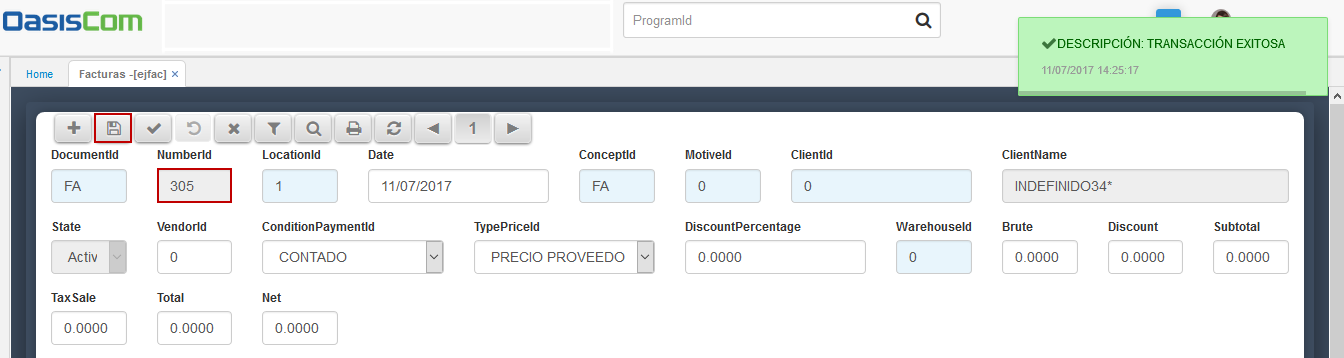 OasisCom
ProgramId
DESCRIPCIÓN: TRANSACCIÓN EXITOSA
11/07/2017 14:25:17
Home
Facturas -[ejfac] ×
1
DocumentId NumberId LocationId Date ConceptId MotiveId ClientId ClientName
FA 305 1 11/07/2017 FA 0 0 INDEFINIDO34*
State VendorId ConditionPaymentId TypePriceId DiscountPercentage WarehouseId Brute Discount Subtotal
Activ 0 CONTADO PRECIO PROVEEDO 0.0000 0 0.0000 0.0000 0.0000
TaxSale Total Net
0.0000 0.0000 0.0000